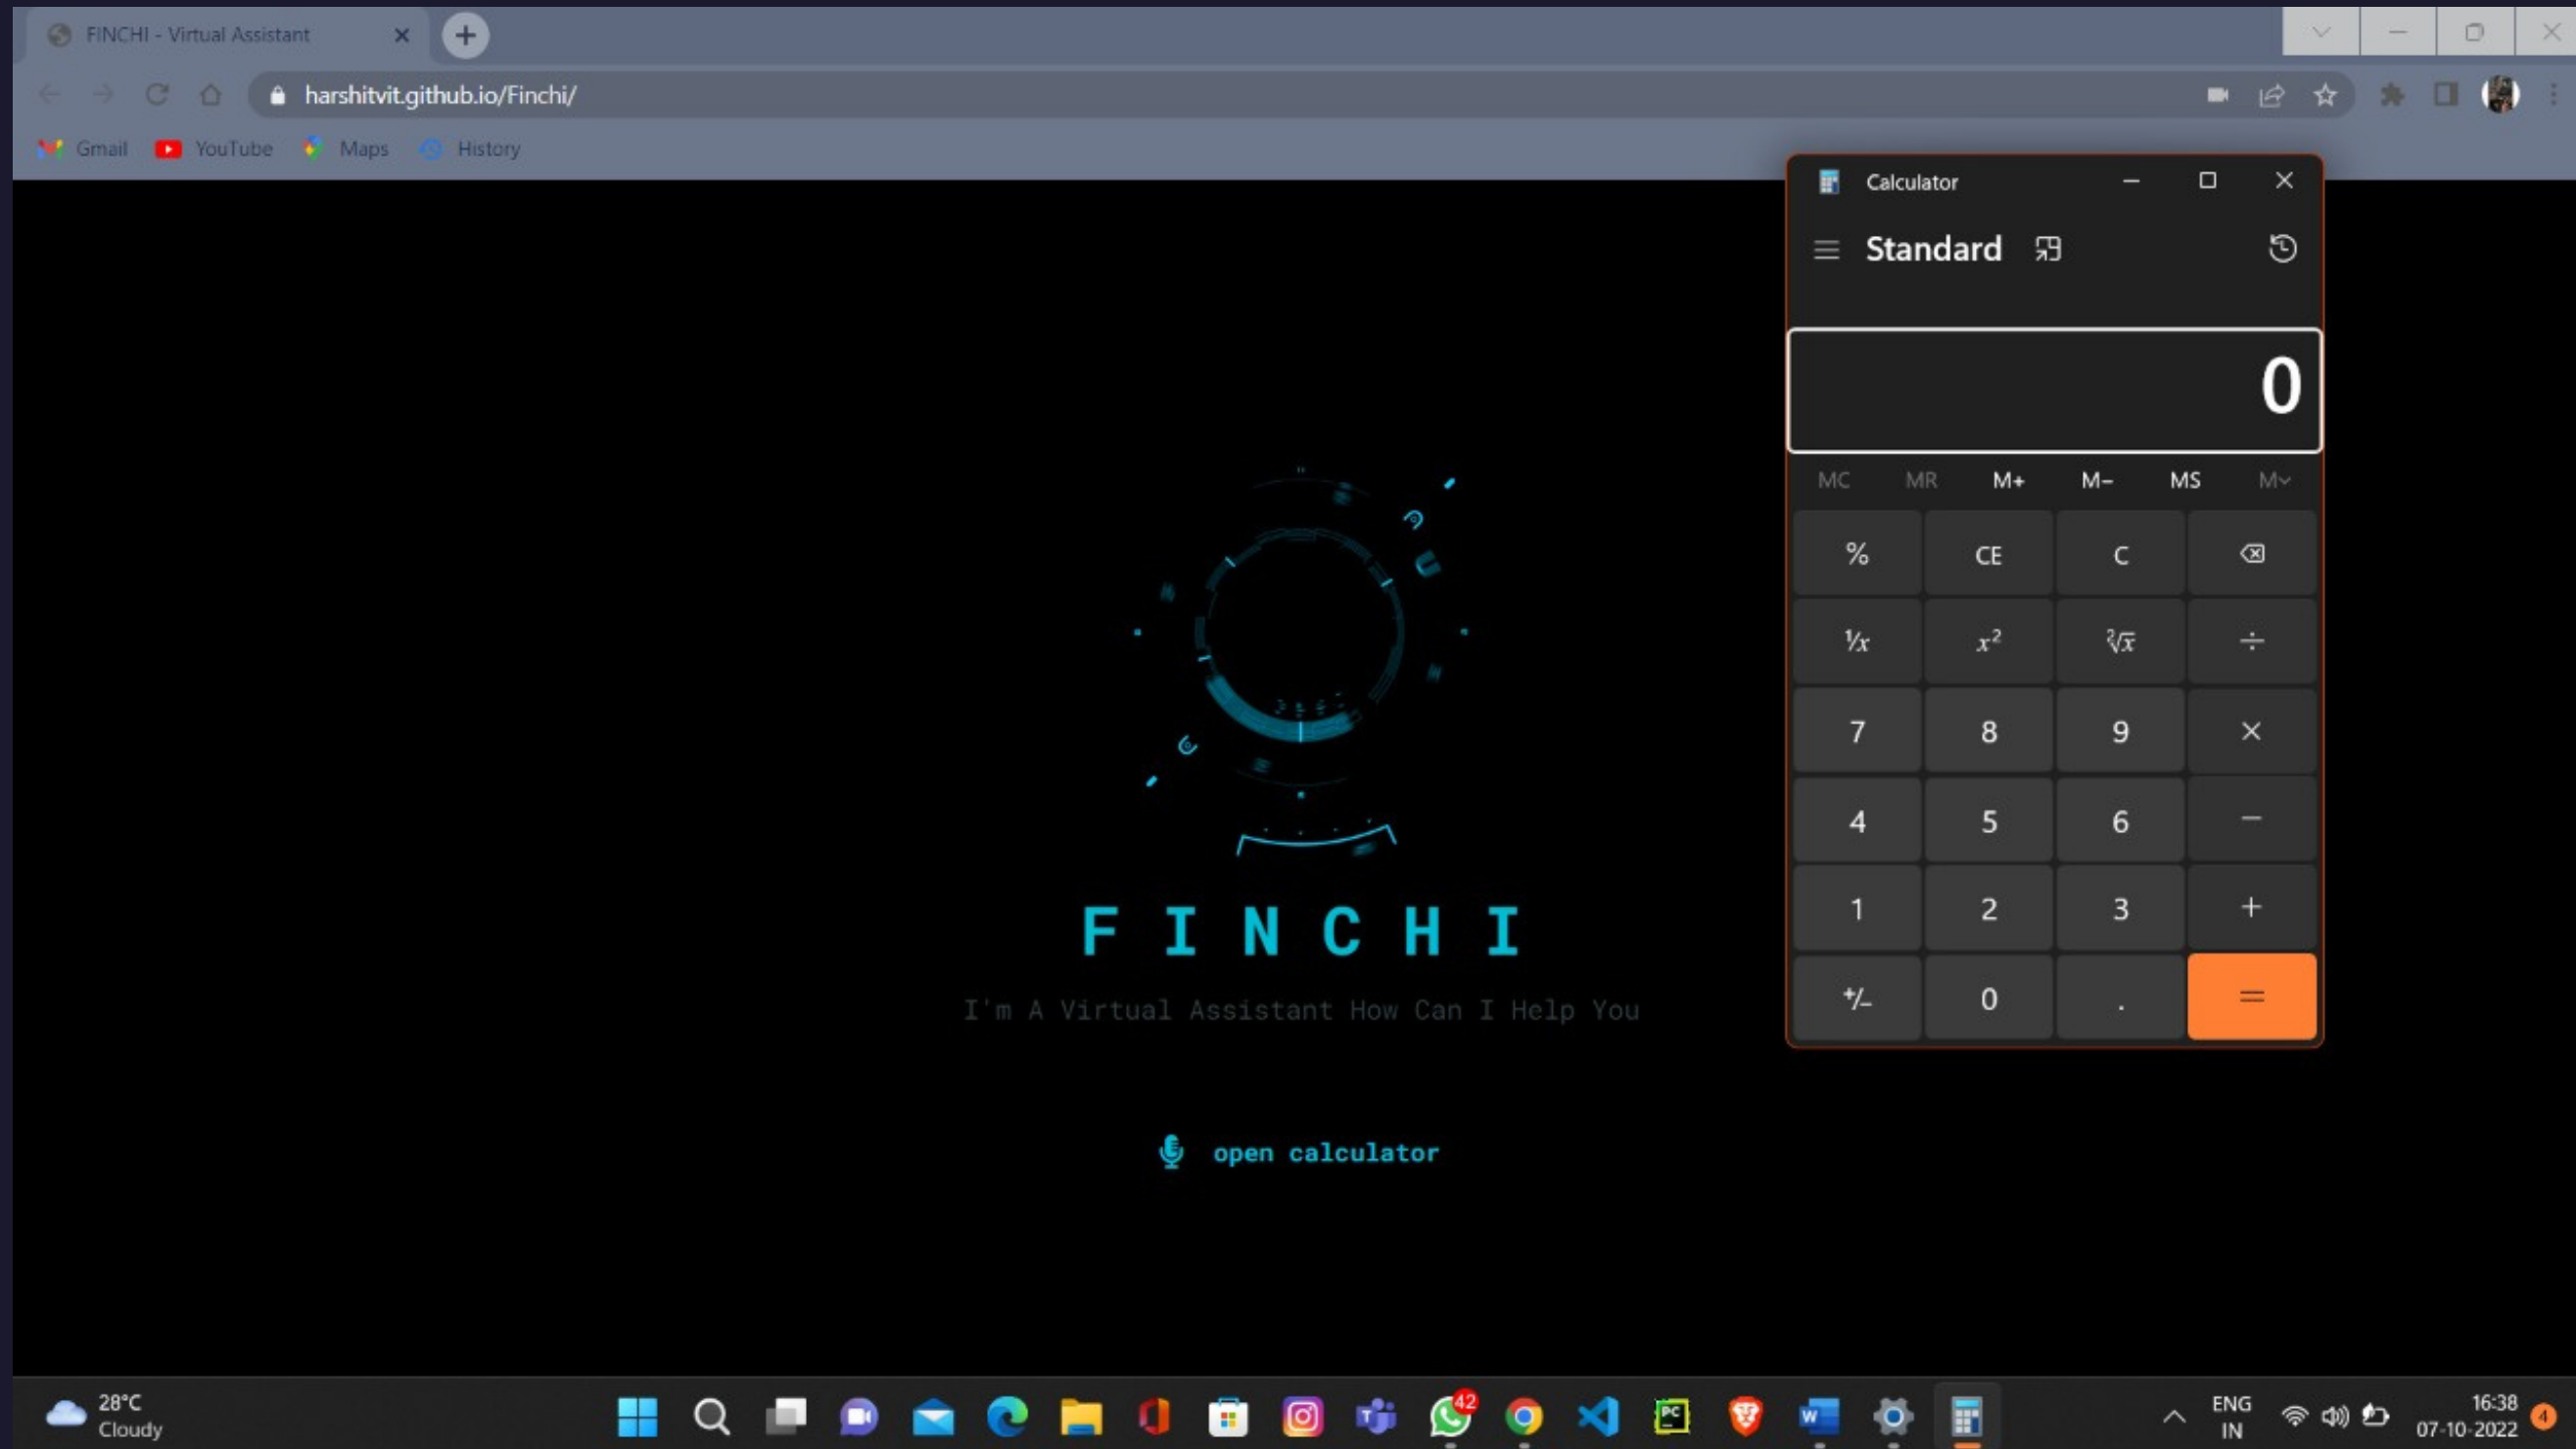 FINCHI - Virtual Assistant
harshitvit.github.io/Finchi/
Gmail YouTube Maps History
Calculator
Standard
0
MC MR M+ M- MS M
% CE C
⅟x x² ²√x ÷
7 8 9 ×
4 5 6 −
1 2 3 +
+/− 0 . =
FINCHI
I'm A Virtual Assistant How Can I Help You
open calculator
28°C
Cloudy
42
PC
ENG
IN
16:38
07-10-2022
4